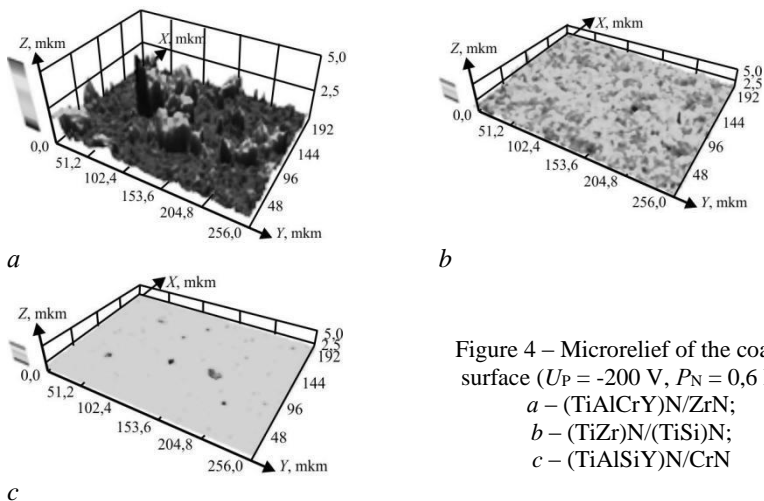 X, mkm
Z, mkm
5,0
2,5
0,0
192
144
96
48
51,2
102,4
153,6
204,8
256,0
Y, mkm
a
X, mkm
Z, mkm
5,0
2,5
192
0,0
144
96
48
51,2
102,4
153,6
204,8
256,0
Y, mkm
b
X, mkm
Z, mkm
5,0
2,5
192
0,0
144
96
48
51,2
102,4
153,6
204,8
256,0
Y, mkm
c
Figure 4 – Microrelief of the
surface (UP = -200 V, PN = 0,6
a – (TiAlCrY)N/ZrN;
b – (TiZr)N/(TiSi)N;
c – (TiAlSiY)N/CrN